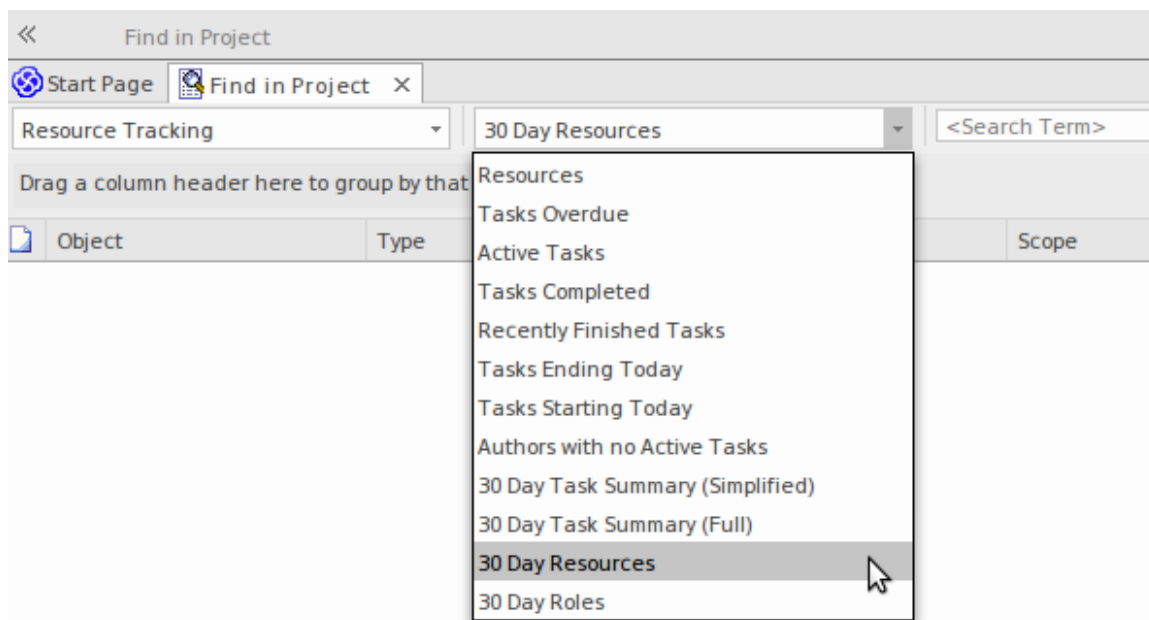 Find in Project
Start Page Find in Project
Resource Tracking 30 Day Resources <Search Term>
Drag a column header here to group by that
Object Type Scope
Resources
Tasks Overdue
Active Tasks
Tasks Completed
Recently Finished Tasks
Tasks Ending Today
Tasks Starting Today
Authors with no Active Tasks
30 Day Task Summary (Simplified)
30 Day Task Summary (Full)
30 Day Resources
30 Day Roles